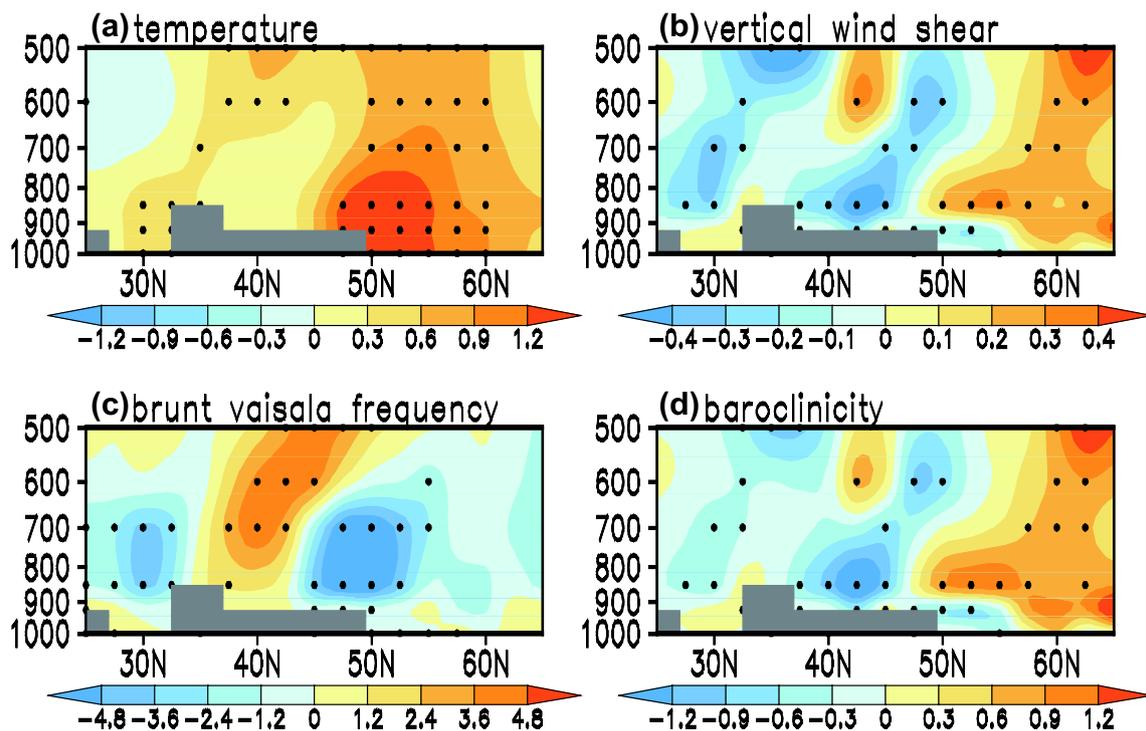 (a) temperature
500
600
700
800
900
1000
30N 40N 50N 60N
-1.2 -0.9 -0.6 -0.3 0 0.3 0.6 0.9 1.2
(b) vertical wind shear
500
600
700
800
900
1000
30N 40N 50N 60N
-0.4 -0.3 -0.2 -0.1 0 0.1 0.2 0.3 0.4
(c) brunt vaisala frequency
500
600
700
800
900
1000
30N 40N 50N 60N
-4.8 -3.6 -2.4 -1.2 0 1.2 2.4 3.6 4.8
(d) baroclinicity
500
600
700
800
900
1000
30N 40N 50N 60N
-1.2 -0.9 -0.6 -0.3 0 0.3 0.6 0.9 1.2